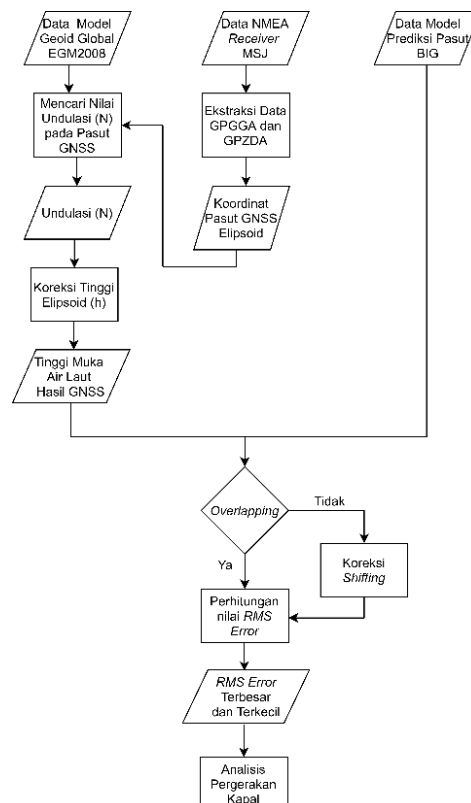 Data Model
Geoid Global
EGM2008
Data NMEA
Receiver
MSJ
Data Model
Prediksi Pasut
BIG
Mencari Nilai
Undulasi (N)
pada Pasut
GNSS
Ekstraksi Data
GPGGA dan
GPZDA
Undulasi (N)
Koordinat
Pasut GNSS
Elipsoid
Koreksi Tinggi
Elipsoid (h)
Tinggi Muka
Air Laut
Hasil GNSS
Overlapping
Tidak
Ya
Koreksi
Shifting
Perhitungan
nilai RMS
Error
RMS Error
Terbesar
dan Terkecil
Analisis
Pergerakan
Kapal